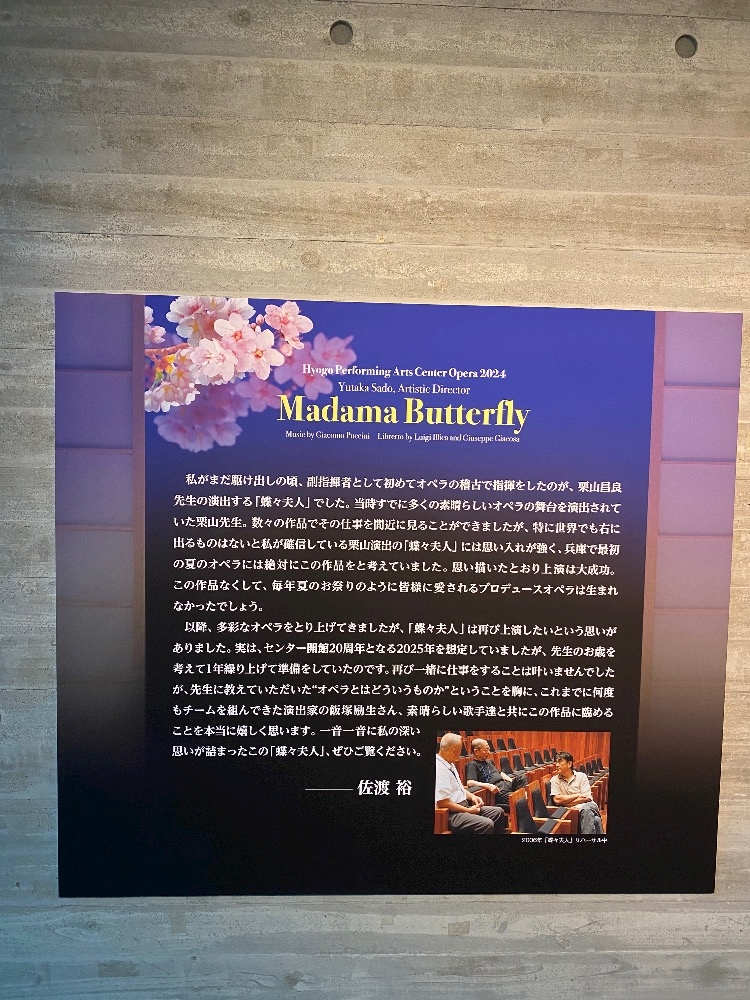 Hyogo Performing Arts Center Opera 2024
Yutaka Sado, Artistic Director
Madama Butterfly
Music by Giacomo Puccini Libretto by Luigi Illica and Giuseppe Giacosa
私がまだ駆け出しの頃、副指揮者として初めてオペラの稽古で指揮をしたのが、栗山昌良
先生の演出する「蝶々夫人」でした。当時すでに多くの素晴らしいオペラの舞台を演出されて
いた栗山先生。数々の作品でその仕事を間近に見ることができましたが、特に世界でも右に
出るものはないと私が確信している栗山演出の「蝶々夫人」には思い入れが強く、兵庫で最初
の夏のオペラには絶対にこの作品をと考えていました。思い描いたとおり上演は大成功。
この作品なくして、毎年夏のお祭りのように皆様に愛されるプロデュースオペラは生まれ
なかったでしょう。
以降、多彩なオペラをとり上げてきましたが、「蝶々夫人」は再び上演したいという思いが
ありました。実は、センター開館20周年となる2025年を想定していましたが、先生のお歳を
考えて1年繰り上げて準備をしていたのです。再び一緒に仕事をすることは叶いませんでした
が、先生に教えていただいた“オペラとはどういうものか”ということを胸に、これまでに何度
もチームを組んできた演出家の飯塚励生さん、素晴らしい歌手達と共にこの作品に臨める
ことを本当に嬉しく思います。一音一音に私の深い
思いが詰まったこの「蝶々夫人」、ぜひご覧ください。
——— 佐渡 裕
2006年「蝶々夫人」リハーサル中